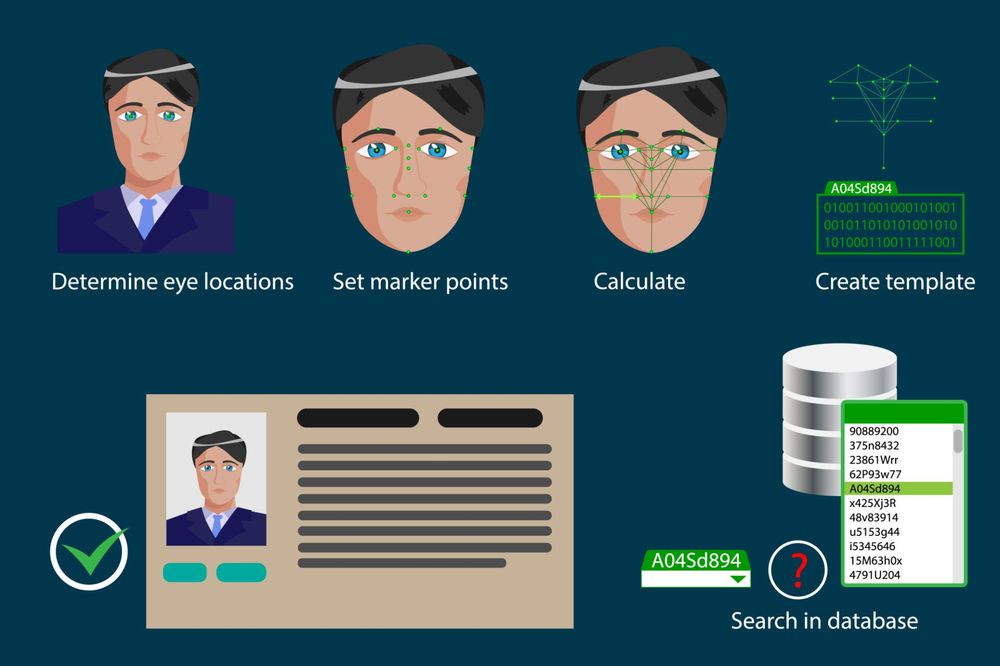 A04Sd894
010011001000101001
001011010101001010
101000110011111001
Determine eye locations
Set marker points
Calculate
Create template
90889200
375n8432
23861Wrr
62P93w77
A04Sd894
x425Xj3R
48v83914
u5153g44
i5345646
15M63h0x
4791U204
A04Sd894
?
Search in database